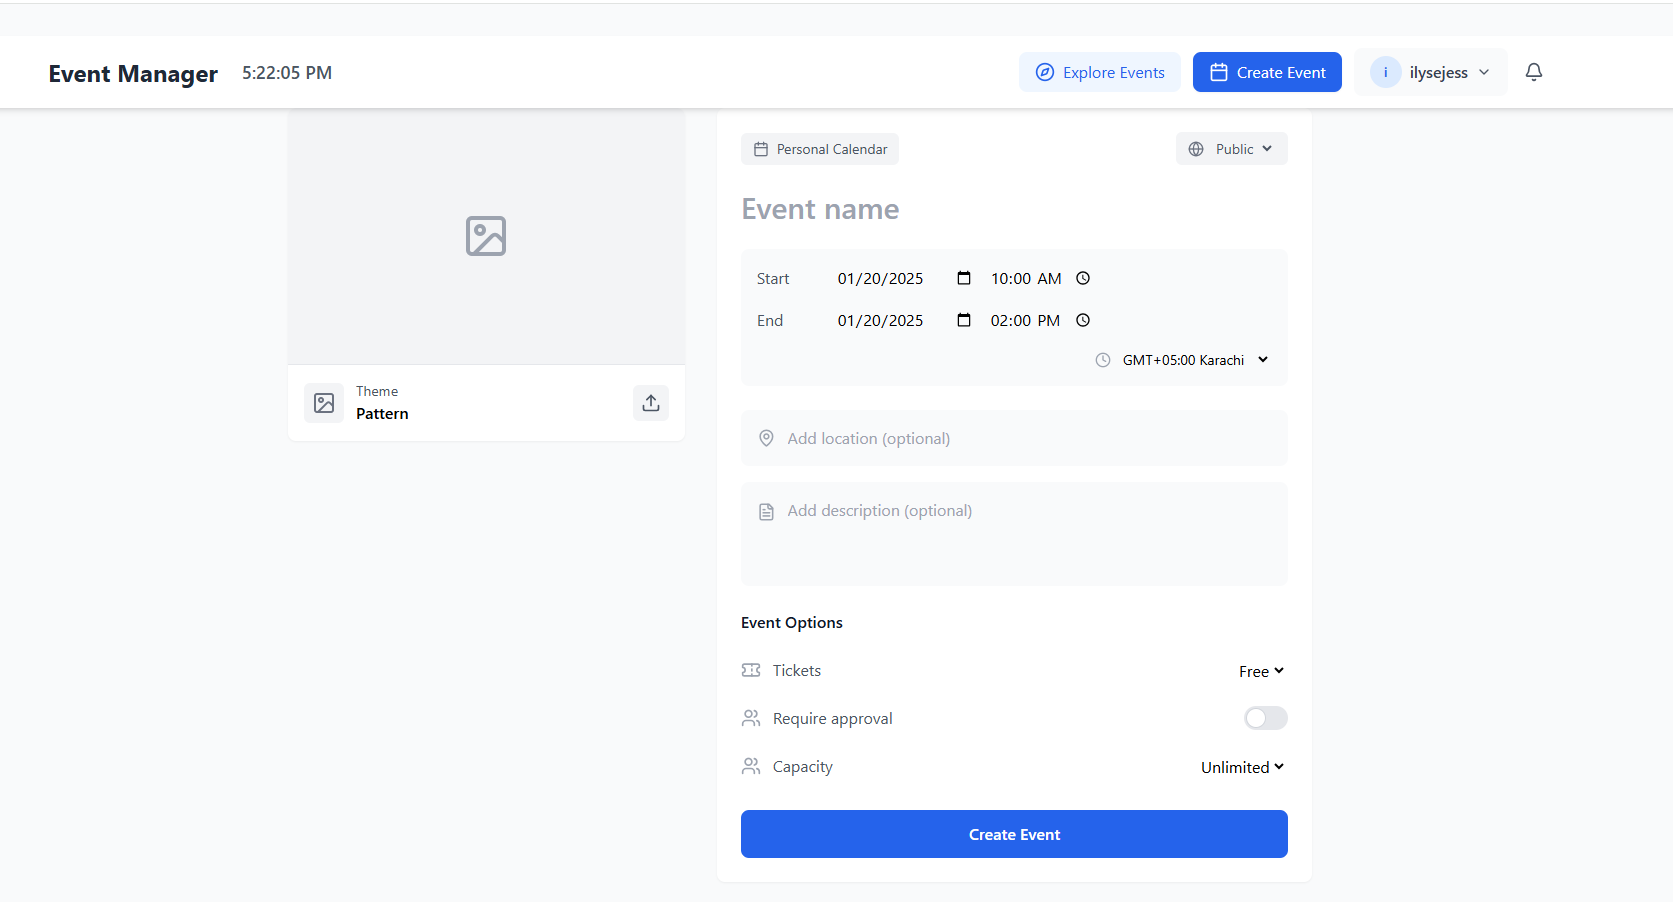 Event Manager 5:22:05 PM Explore Events Create Event i ilysejess
Personal Calendar Public
Event name
Start 01/20/2025 10:00 AM
End 01/20/2025 02:00 PM
GMT+05:00 Karachi
Theme
Pattern
Add location (optional)
Add description (optional)
Event Options
Tickets Free
Require approval
Capacity Unlimited
Create Event